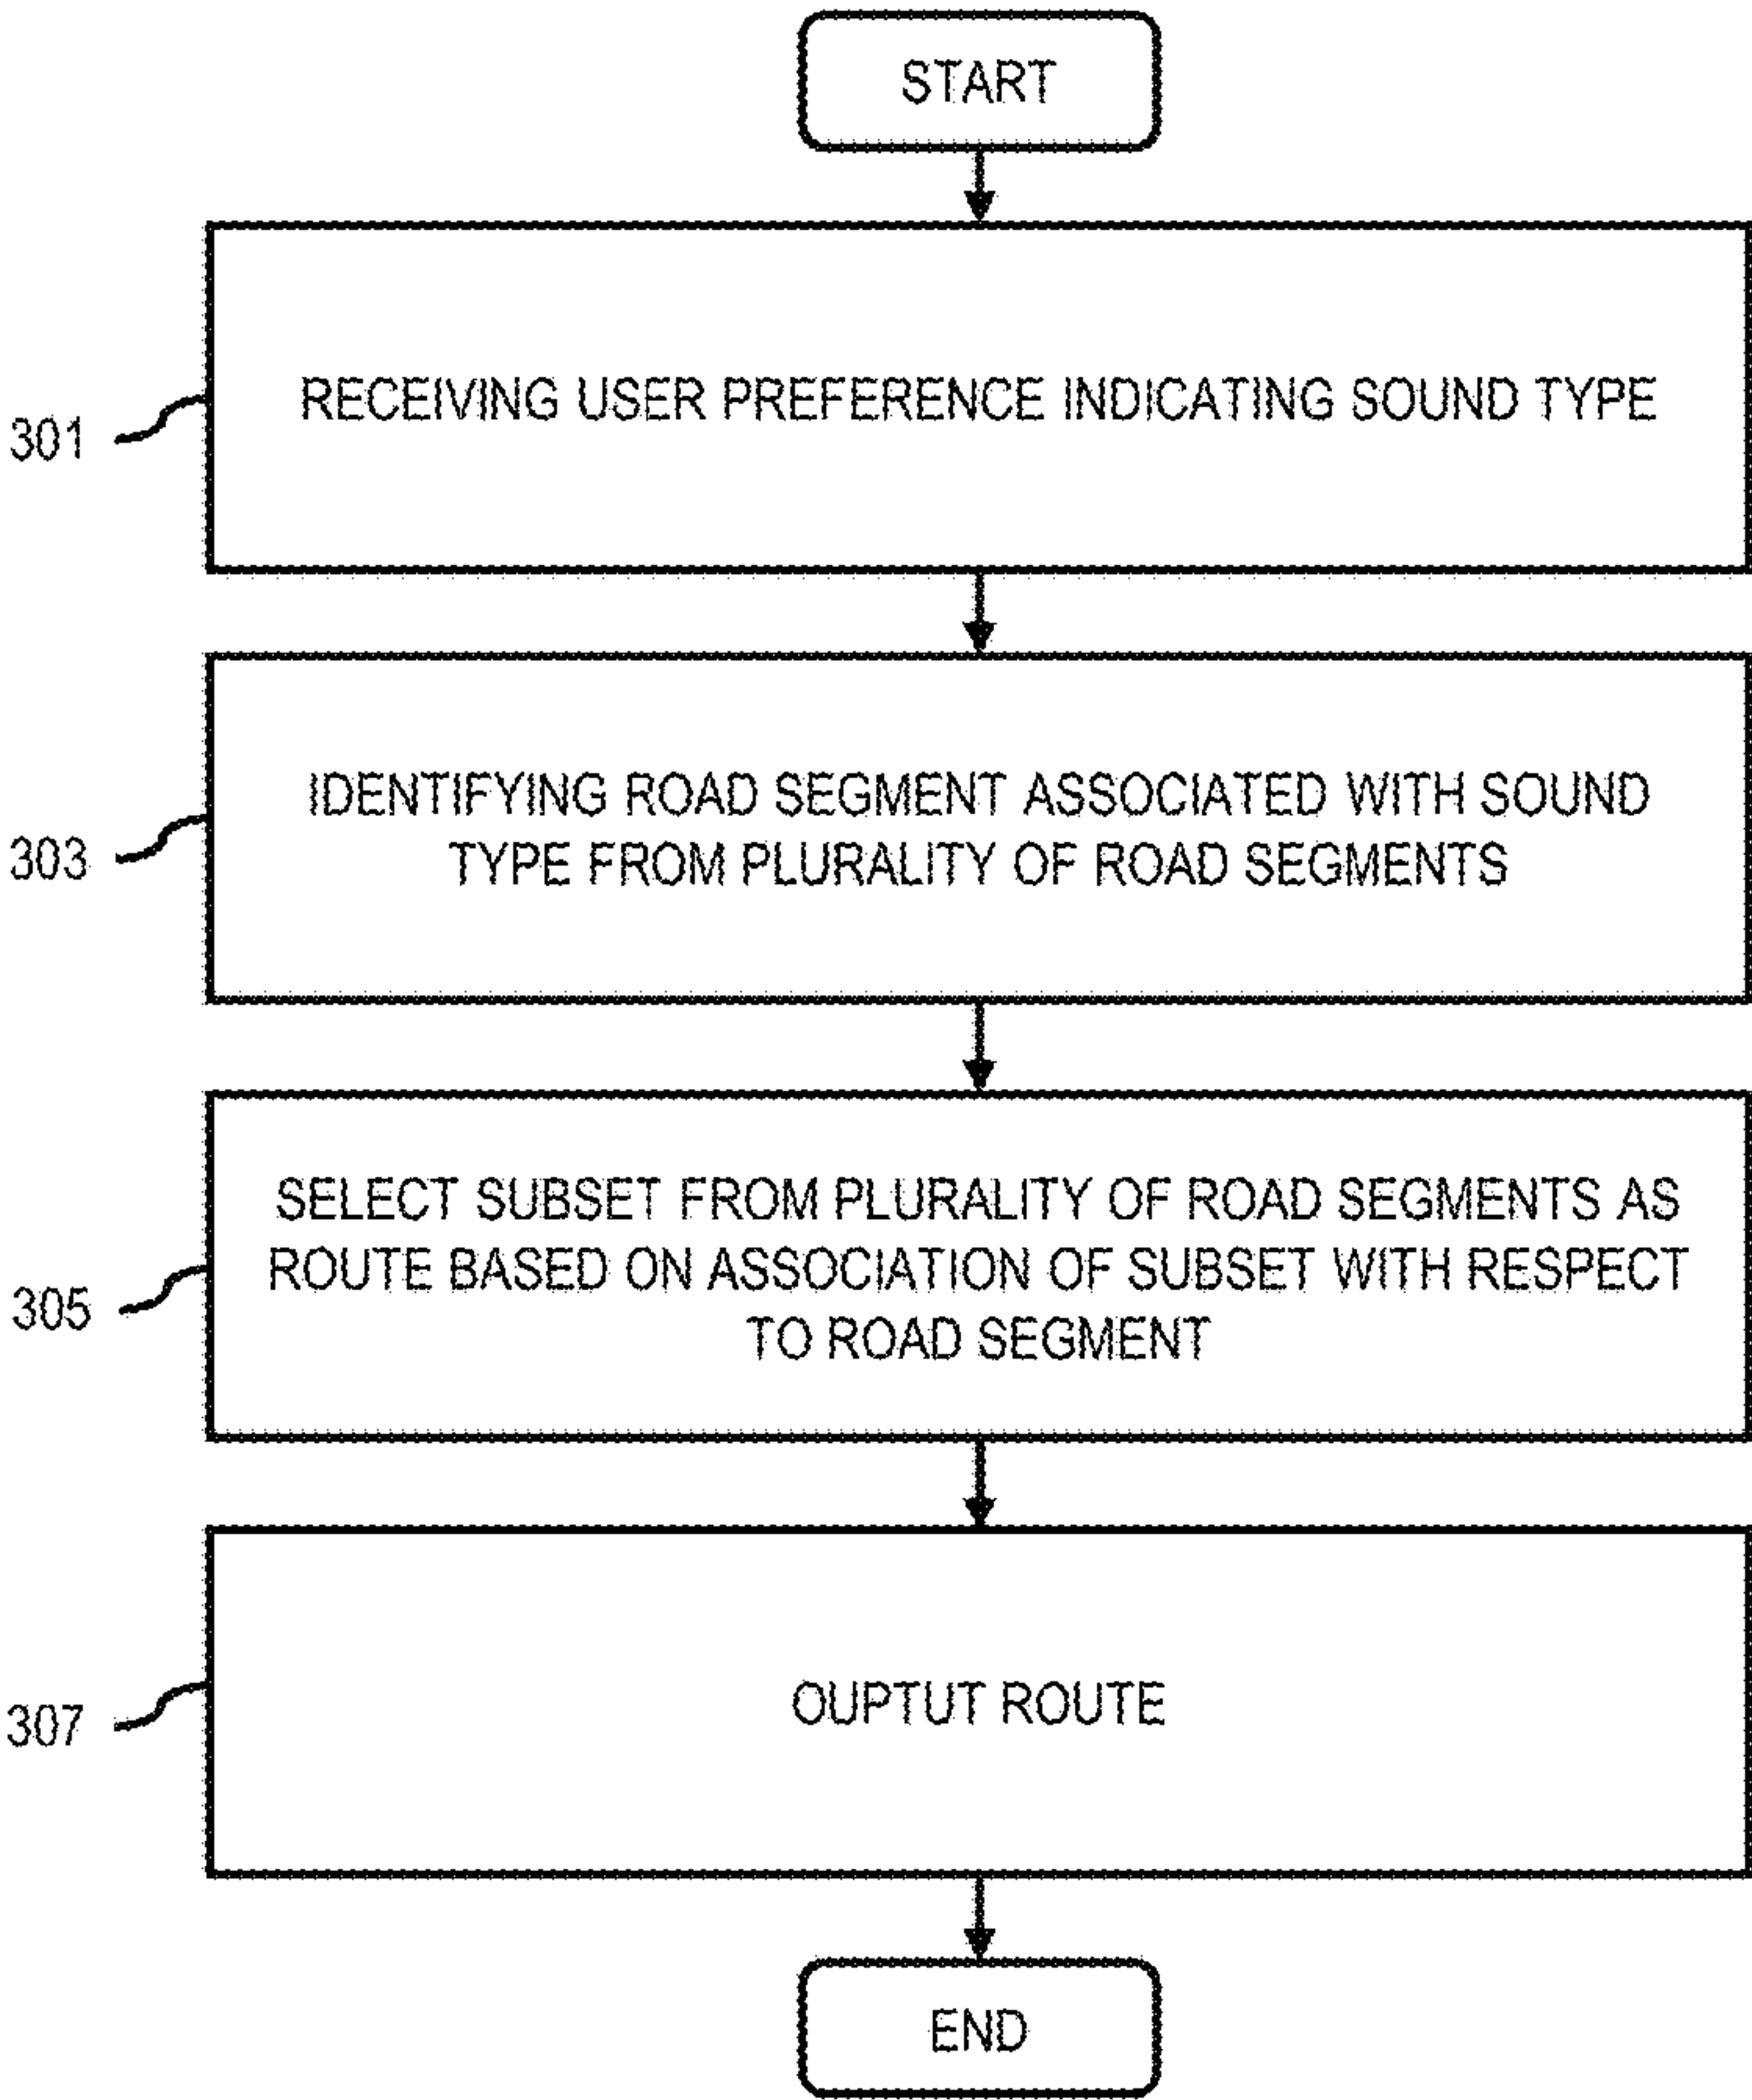 START
301
RECEIVING USER PREFERENCE INDICATING SOUND TYPE
303
IDENTIFYING ROAD SEGMENT ASSOCIATED WITH SOUND
TYPE FROM PLURALITY OF ROAD SEGMENTS
305
SELECT SUBSET FROM PLURALITY OF ROAD SEGMENTS AS
ROUTE BASED ON ASSOCIATION OF SUBSET WITH RESPECT
TO ROAD SEGMENT
307
OUPTUT ROUTE
END